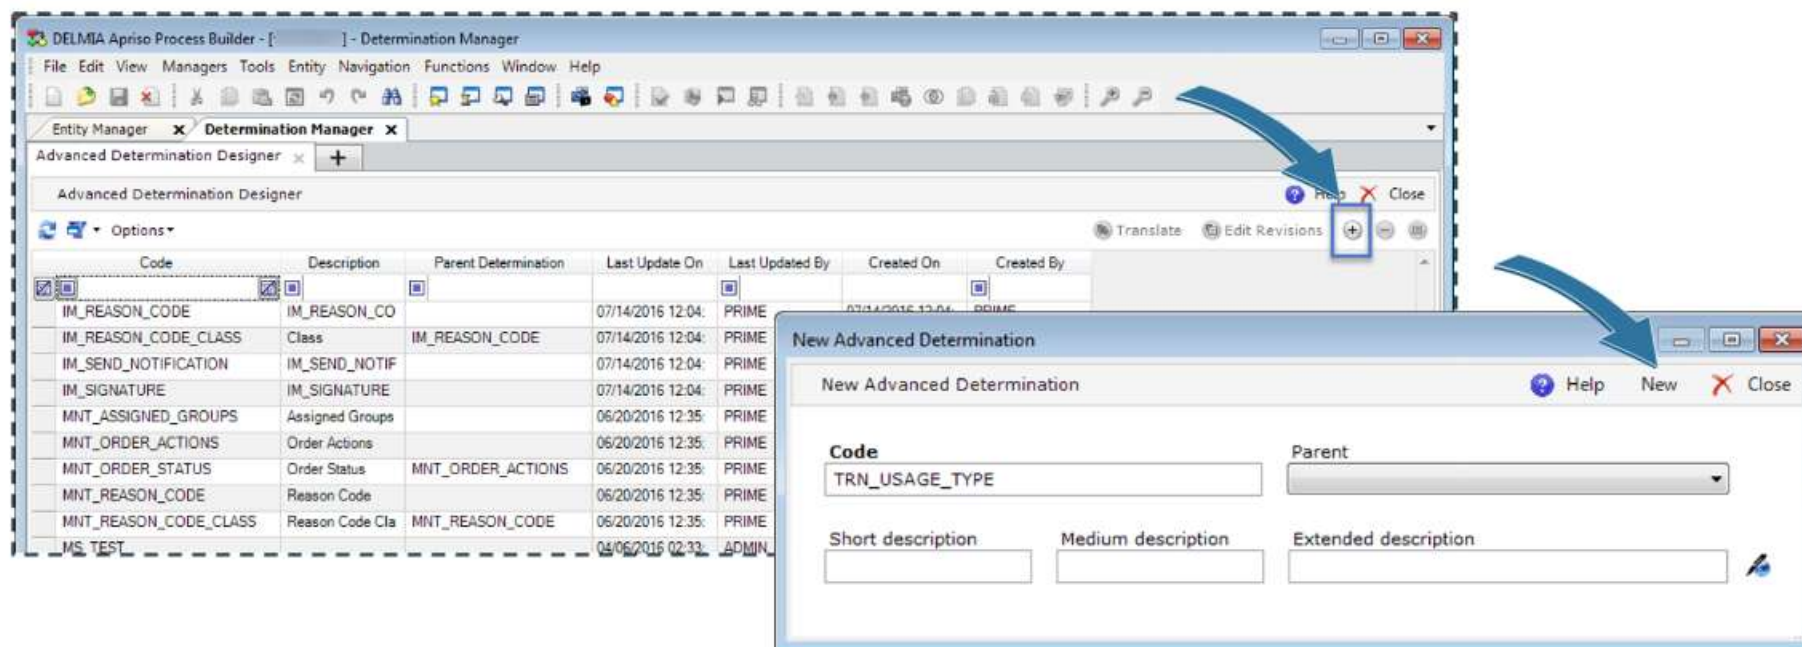 DELMIA Apriso Process Builder - [ ] - Determination Manager
File Edit View Managers Tools Entity Navigation Functions Window Help
Entity Manager x Determination Manager x
Advanced Determination Designer x +
Advanced Determination Designer ? Help X Close
Options Translate Edit Revisions
Code Description Parent Determination Last Update On Last Updated By Created On Created By
IM_REASON_CODE IM_REASON_CO 07/14/2016 12:04: PRIME 07/14/2016 12:04: PRIME
IM_REASON_CODE_CLASS Class IM_REASON_CODE 07/14/2016 12:04: PRIME
IM_SEND_NOTIFICATION IM_SEND_NOTIF 07/14/2016 12:04: PRIME
IM_SIGNATURE IM_SIGNATURE 07/14/2016 12:04: PRIME
MNT_ASSIGNED_GROUPS Assigned Groups 06/20/2016 12:35: PRIME
MNT_ORDER_ACTIONS Order Actions 06/20/2016 12:35: PRIME
MNT_ORDER_STATUS Order Status MNT_ORDER_ACTIONS 06/20/2016 12:35: PRIME
MNT_REASON_CODE Reason Code 06/20/2016 12:35: PRIME
MNT_REASON_CODE_CLASS Reason Code Cla MNT_REASON_CODE 06/20/2016 12:35: PRIME
MS_TEST 04/06/2016 02:33: ADMIN
New Advanced Determination
New Advanced Determination ? Help New X Close
Code Parent
TRN_USAGE_TYPE
Short description Medium description Extended description